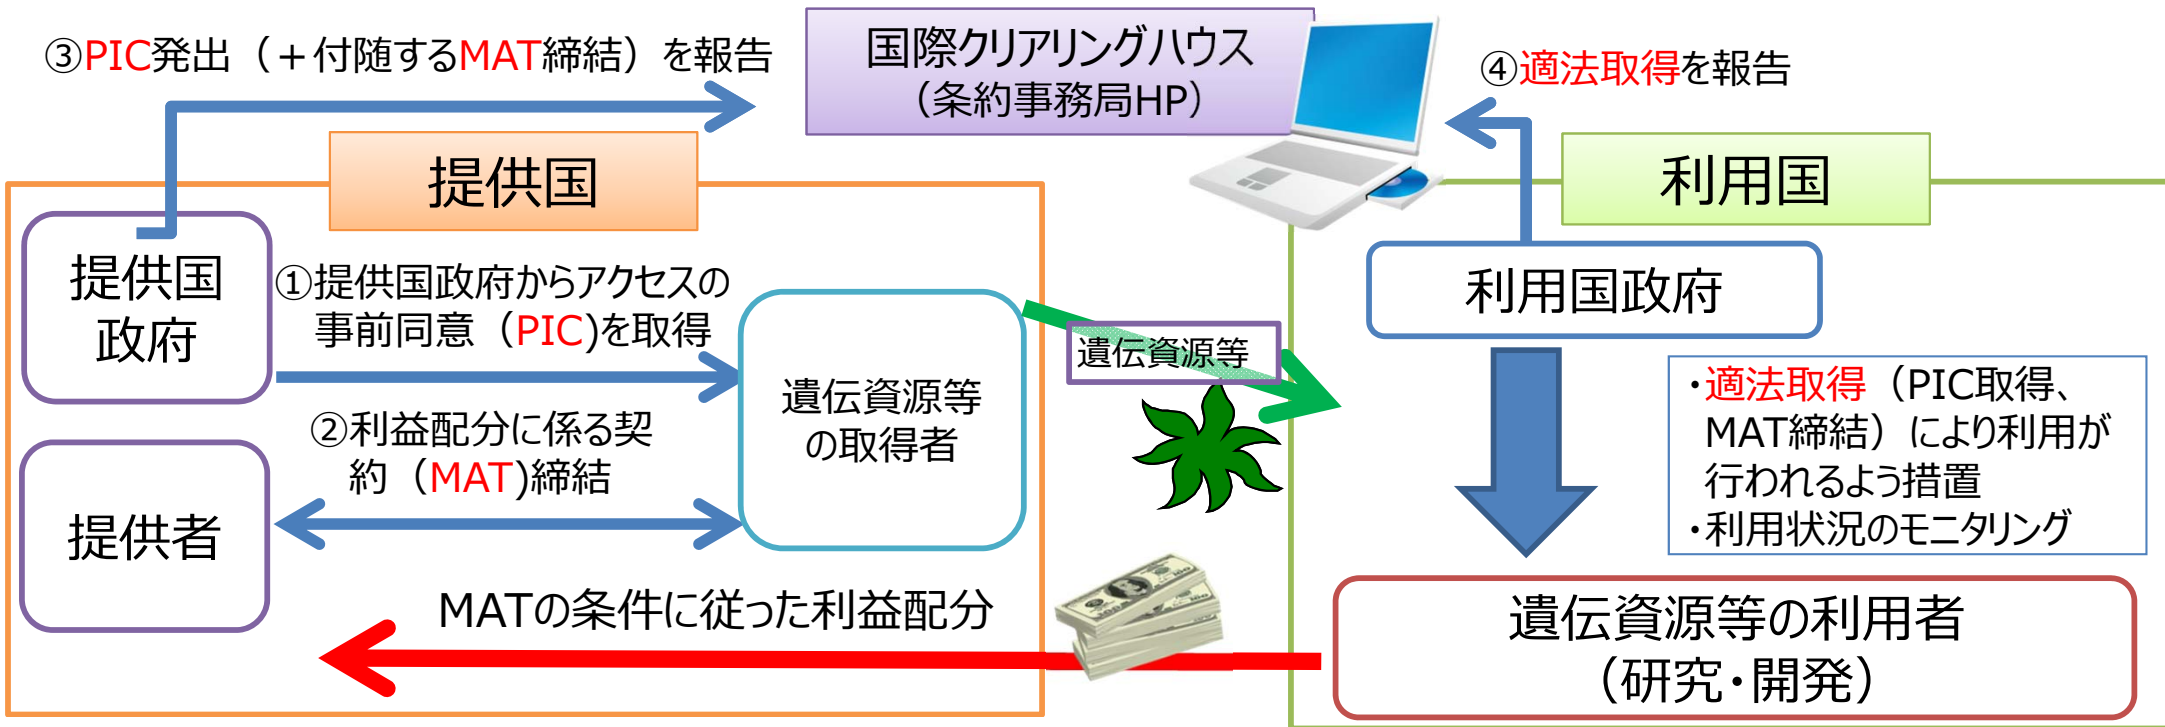 ③PIC発出（＋付随するMAT締結）を報告
国際クリアリングハウス
（条約事務局HP）
④適法取得を報告
提供国
利用国
提供国
政府
①提供国政府からアクセスの
事前同意（PIC)を取得
②利益配分に係る契
約（MAT)締結
提供者
遺伝資源等
の取得者
MATの条件に従った利益配分
遺伝資源等
利用国政府
・適法取得（PIC取得、
MAT締結）により利用が
行われるよう措置
・利用状況のモニタリング
遺伝資源等の利用者
（研究・開発）